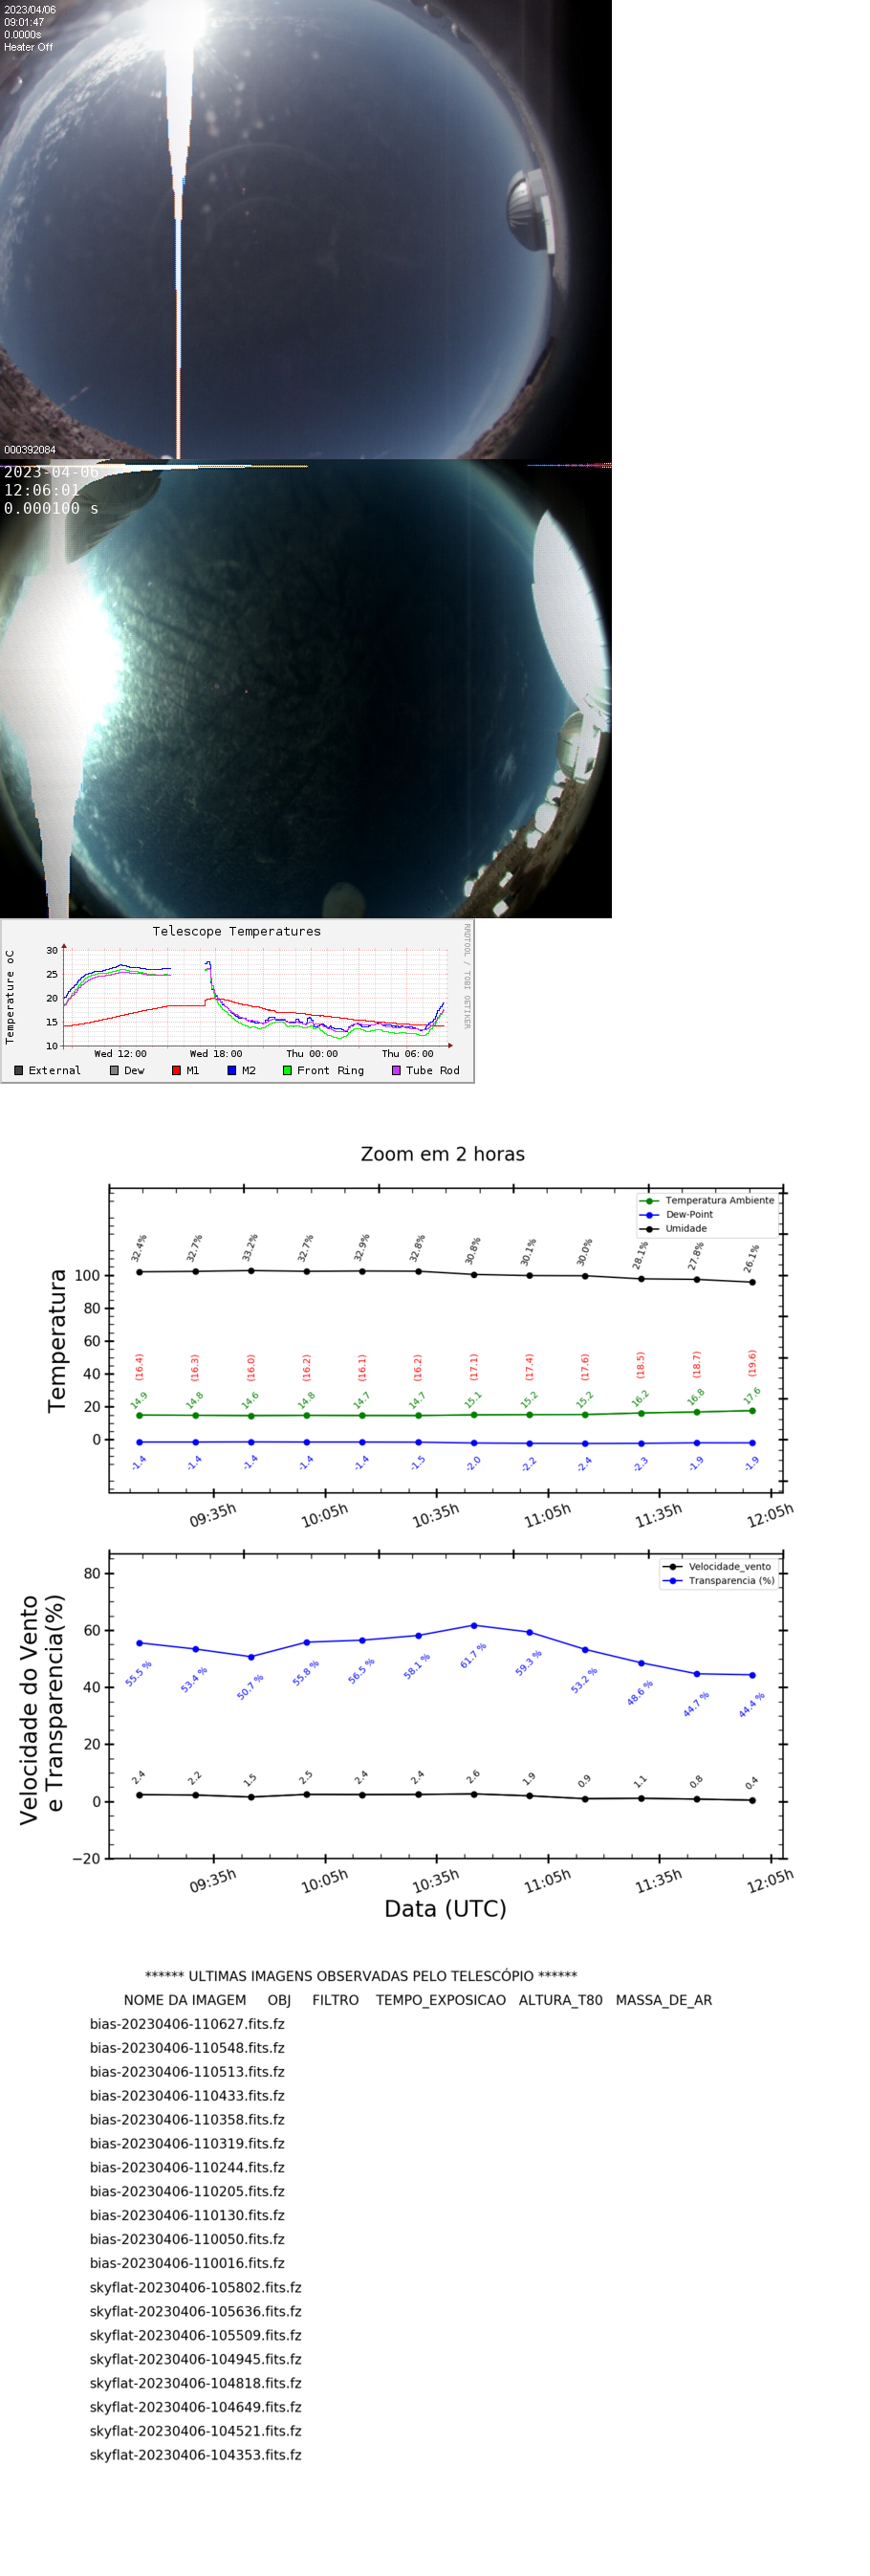 2023/04/06
09:01:47
0.0000s
Heater Off
000392084
2023-04-06
12:06:01
0.000100 s
Telescope Temperatures
Temperature oC
RRDTOOL / TOBI OETIKER
30
25
20
15
10
Wed 12:00 Wed 18:00 Thu 00:00 Thu 06:00
External Dew M1 M2 Front Ring Tube Rod
Zoom em 2 horas
Temperatura
Temperatura Ambiente
Dew-Point
Umidade
32.4% 32.7% 33.2% 32.7% 32.9% 32.8% 30.8% 30.1% 30.0% 28.1% 27.8% 26.1%
100
80
60
40
20
0
(16.4) (16.3) (16.0) (16.2) (16.1) (16.2) (17.1) (17.4) (17.6) (18.5) (18.7) (19.6)
14.9 14.8 14.6 14.8 14.7 14.7 15.1 15.2 15.2 16.2 16.8 17.6
-1.4 -1.4 -1.4 -1.4 -1.4 -1.5 -2.0 -2.2 -2.4 -2.3 -1.9 -1.9
09:35h 10:05h 10:35h 11:05h 11:35h 12:05h
Velocidade do Vento
e Transparencia(%)
Velocidade_vento
Transparencia (%)
80
60
40
20
0
−20
55.5 % 53.4 % 50.7 % 55.8 % 56.5 % 58.1 % 61.7 % 59.3 % 53.2 % 48.6 % 44.7 % 44.4 %
2.4 2.2 1.5 2.5 2.4 2.4 2.6 1.9 0.9 1.1 0.8 0.4
09:35h 10:05h 10:35h 11:05h 11:35h 12:05h
Data (UTC)
****** ULTIMAS IMAGENS OBSERVADAS PELO TELESCÓPIO ******
NOME DA IMAGEM OBJ FILTRO TEMPO_EXPOSICAO ALTURA_T80 MASSA_DE_AR
bias-20230406-110627.fits.fz
bias-20230406-110548.fits.fz
bias-20230406-110513.fits.fz
bias-20230406-110433.fits.fz
bias-20230406-110358.fits.fz
bias-20230406-110319.fits.fz
bias-20230406-110244.fits.fz
bias-20230406-110205.fits.fz
bias-20230406-110130.fits.fz
bias-20230406-110050.fits.fz
bias-20230406-110016.fits.fz
skyflat-20230406-105802.fits.fz
skyflat-20230406-105636.fits.fz
skyflat-20230406-105509.fits.fz
skyflat-20230406-104945.fits.fz
skyflat-20230406-104818.fits.fz
skyflat-20230406-104649.fits.fz
skyflat-20230406-104521.fits.fz
skyflat-20230406-104353.fits.fz